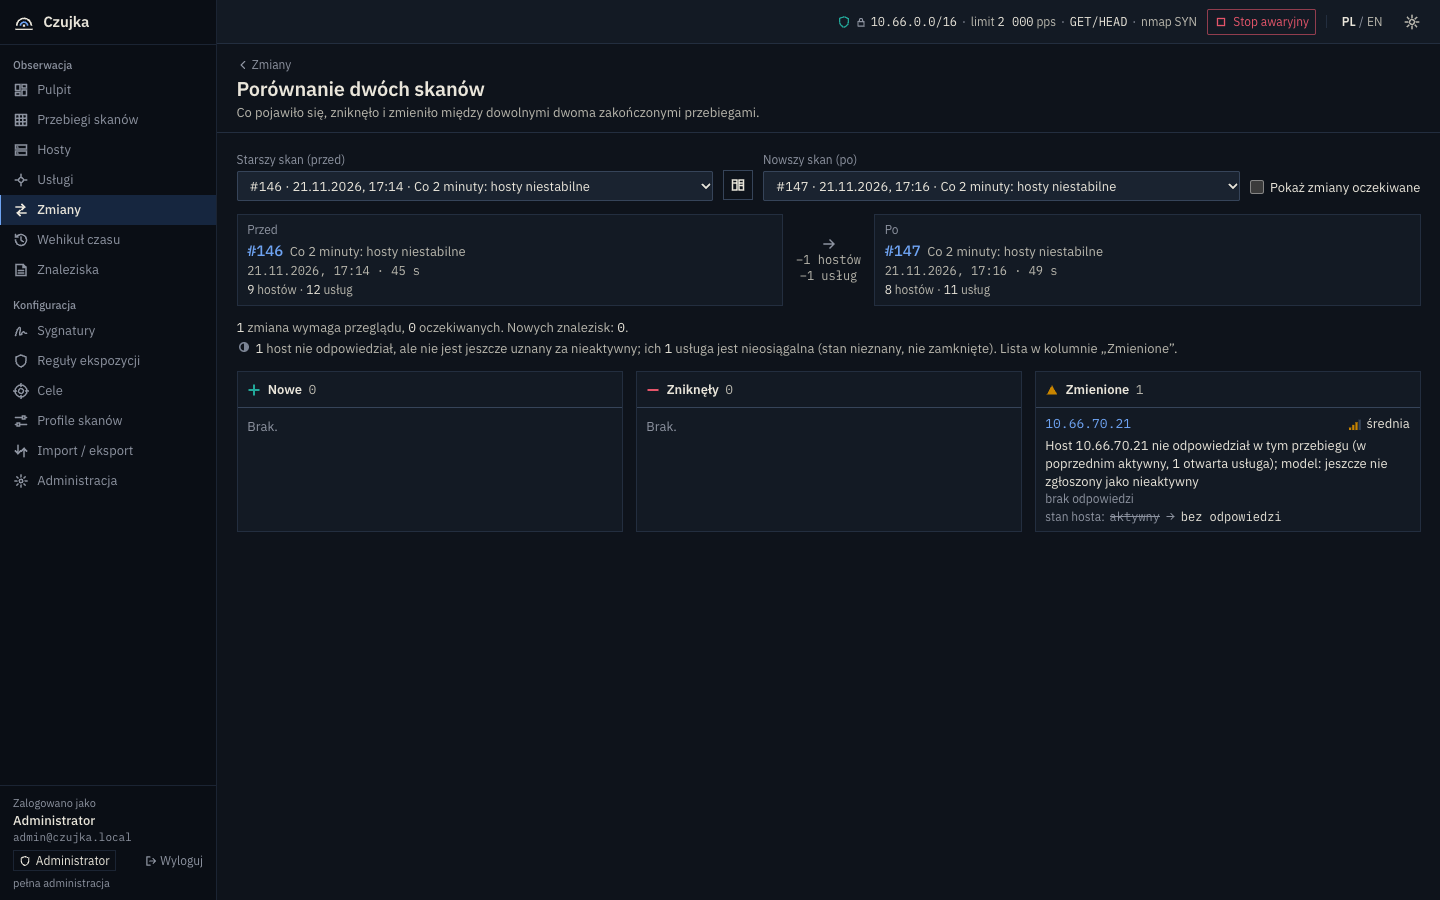 Czujka
10.66.0.0/16 · limit 2 000 pps · GET/HEAD · nmap SYN
Stop awaryjny
PL / EN
Obserwacja
Pulpit
Przebiegi skanów
Hosty
Usługi
Zmiany
Wehikuł czasu
Znaleziska
Konfiguracja
Sygnatury
Reguły ekspozycji
Cele
Profile skanów
Import / eksport
Administracja
Zalogowano jako
Administrator
admin@czujka.local
Administrator
Wyloguj
pełna administracja
Zmiany
Porównanie dwóch skanów
Co pojawiło się, zniknęło i zmieniło między dowolnymi dwoma zakończonymi przebiegami.
Starszy skan (przed)
#146 · 21.11.2026, 17:14 · Co 2 minuty: hosty niestabilne
Nowszy skan (po)
#147 · 21.11.2026, 17:16 · Co 2 minuty: hosty niestabilne
Pokaż zmiany oczekiwane
Przed
#146 Co 2 minuty: hosty niestabilne
21.11.2026, 17:14 · 45 s
9 hostów · 12 usług
→
−1 hostów
−1 usług
Po
#147 Co 2 minuty: hosty niestabilne
21.11.2026, 17:16 · 49 s
8 hostów · 11 usług
1 zmiana wymaga przeglądu, 0 oczekiwanych. Nowych znalezisk: 0.
1 host nie odpowiedział, ale nie jest jeszcze uznany za nieaktywny; ich 1 usługa jest nieosiągalna (stan nieznany, nie zamknięte). Lista w kolumnie „Zmienione”.
Nowe 0
Brak.
Zniknęły 0
Brak.
Zmienione 1
10.66.70.21
średnia
Host 10.66.70.21 nie odpowiedział w tym przebiegu (w
poprzednim aktywny, 1 otwarta usługa); model: jeszcze nie
zgłoszony jako nieaktywny
brak odpowiedzi
stan hosta: aktywny → bez odpowiedzi